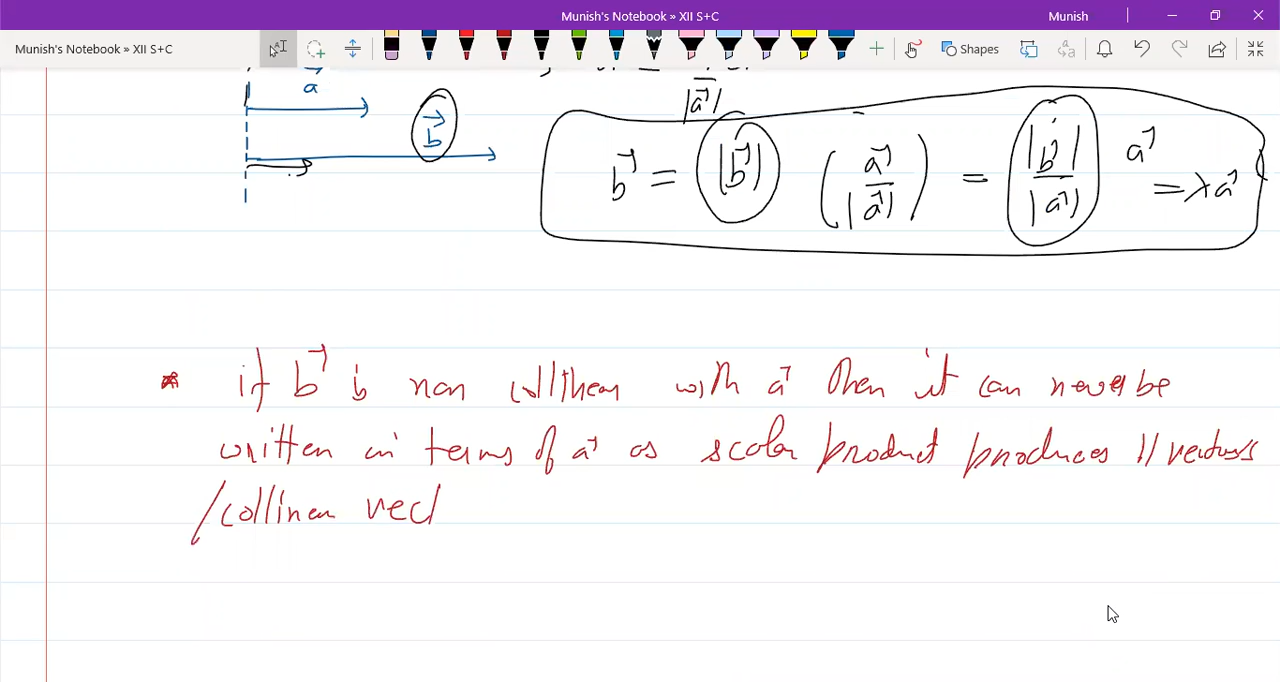 Munish's Notebook » XII S+C
Munish
Munish's Notebook » XII S+C
Shapes
a⃗
|a⃗|
b⃗
b⃗ = |b⃗| (a⃗/|a⃗|) = |b⃗|/|a⃗| a⃗ = λa⃗
* if b⃗ is non collinear with a⃗ then it can never be
written in terms of a⃗ as scalar product produces || vectors
/collinear vect